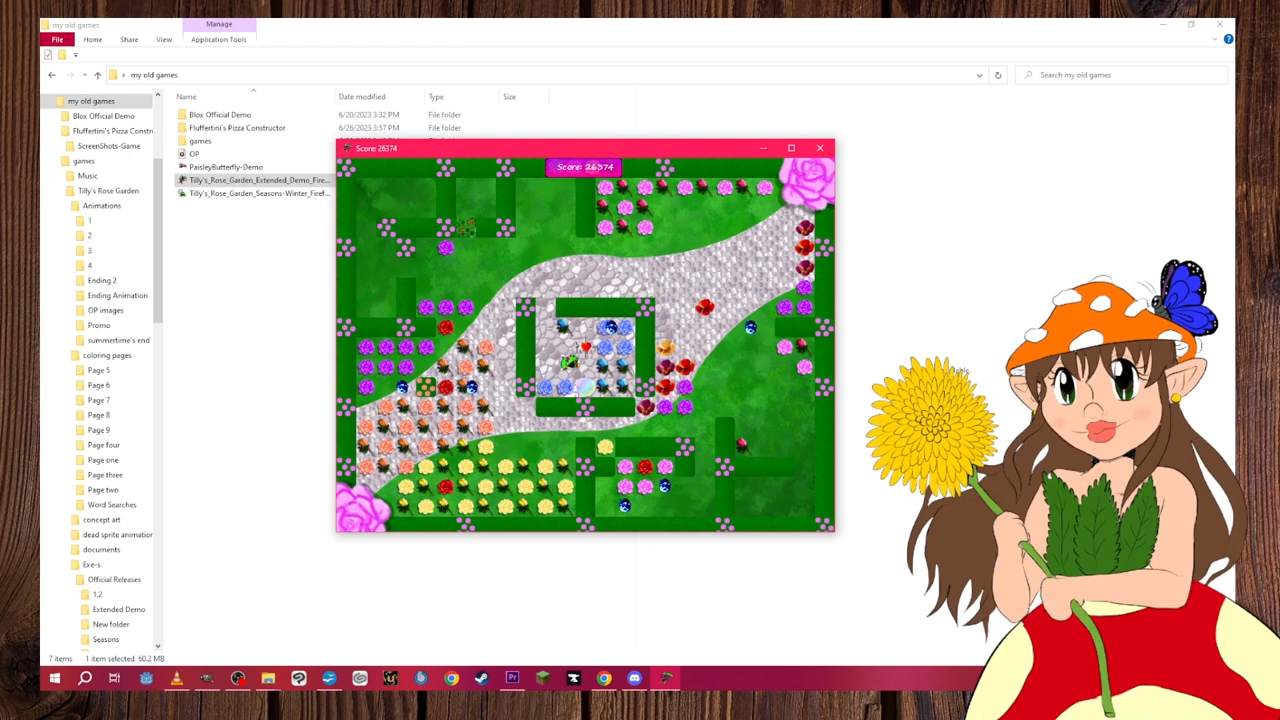 my old games
Manage
File
Home
Share
View
Application Tools
my old games
Search my old games
my old games
Blox Official Demo
Fluffertini's Pizza Constr
ScreenShots-Game
games
Music
Tilly's Rose Garden
Animations
1
2
3
4
Ending 2
Ending Animation
OP images
Promo
summertime's end
coloring pages
Page 5
Page 6
Page 7
Page 8
Page 9
Page four
Page one
Page three
Page two
Word Searches
concept art
dead sprite animation
documents
Exe-s
Official Releases
1.2
Extended Demo
New folder
Seasons
Name
Date modified
Type
Size
Blox Official Demo
6/20/2023 3:32 PM
File folder
Fluffertini's Pizza Constructor
6/26/2023 3:57 PM
File folder
games
OP
PaisleyButterfly-Demo
Tilly's_Rose_Garden_Extended_Demo_Fire...
Tilly's_Rose_Garden_Seasons-Winter_Firef...
Score: 26374
Score: 26374
7 items
1 item selected
60.2 MB